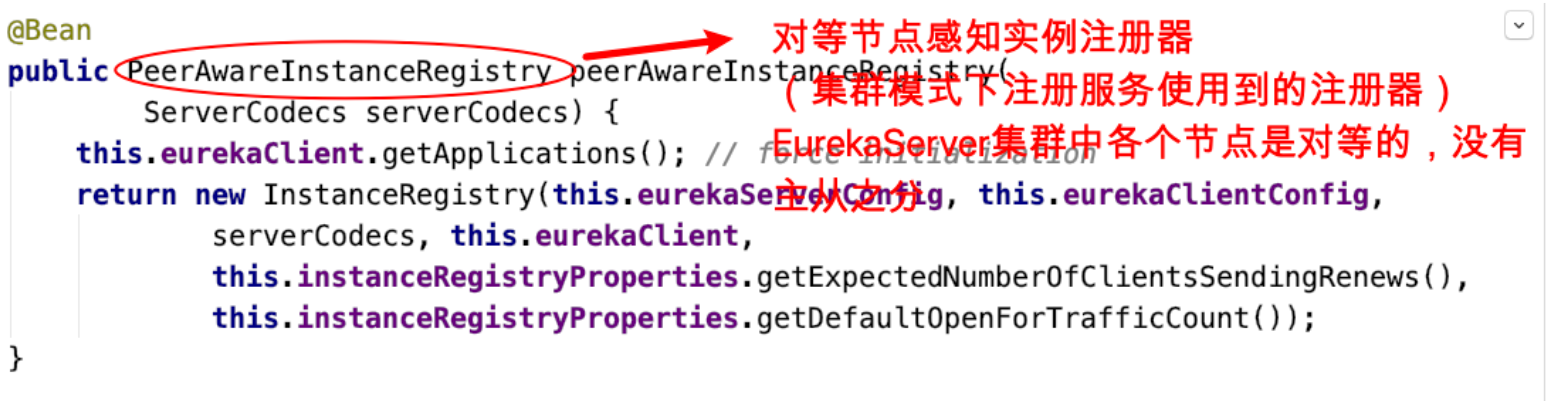 @Bean
对等节点感知实例注册器
public PeerAwareInstanceRegistry peerAwareInstanceRegistry(
（集群模式下注册服务使用到的注册器）
ServerCodecs serverCodecs) {
EurekaServer集群中各个节点是对等的，没有
this.eurekaClient.getApplications(); // force initialization
主从之分
return new InstanceRegistry(this.eurekaServerConfig, this.eurekaClientConfig,
serverCodecs, this.eurekaClient,
this.instanceRegistryProperties.getExpectedNumberOfClientsSendingRenews(),
this.instanceRegistryProperties.getDefaultOpenForTrafficCount());
}